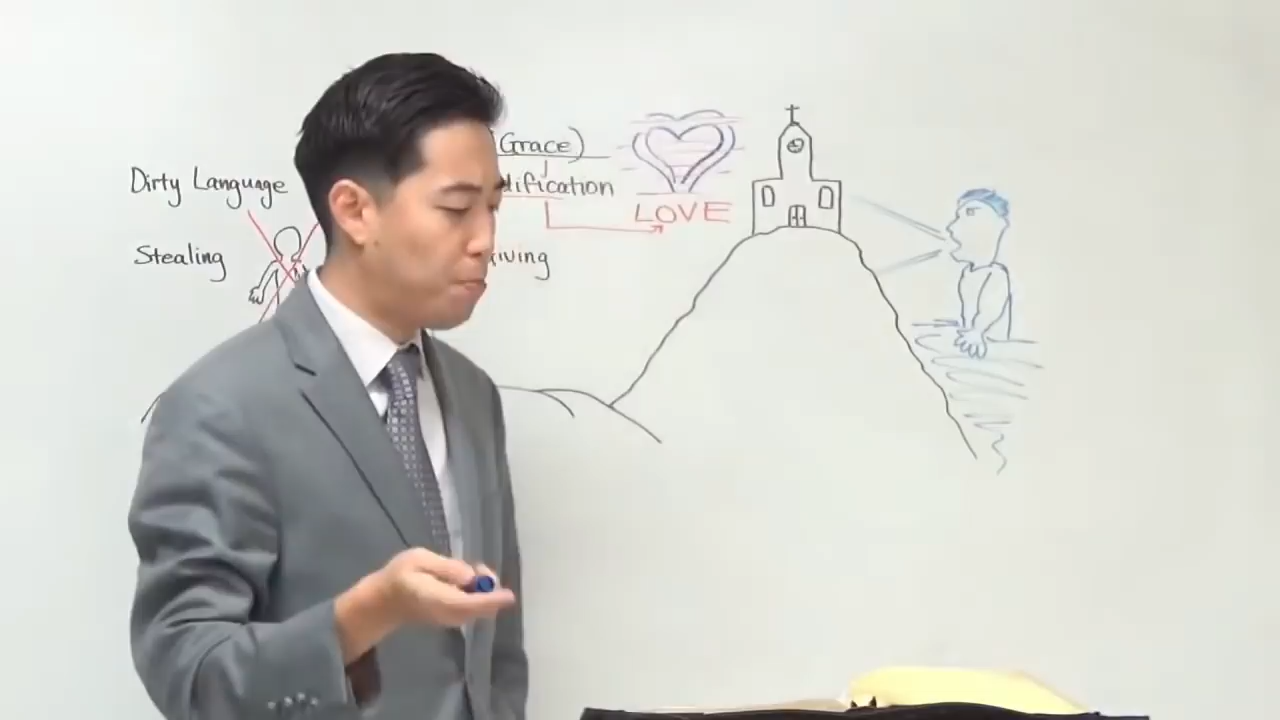 (Grace)
Dirty Language
dification
LOVE
Stealing
iving